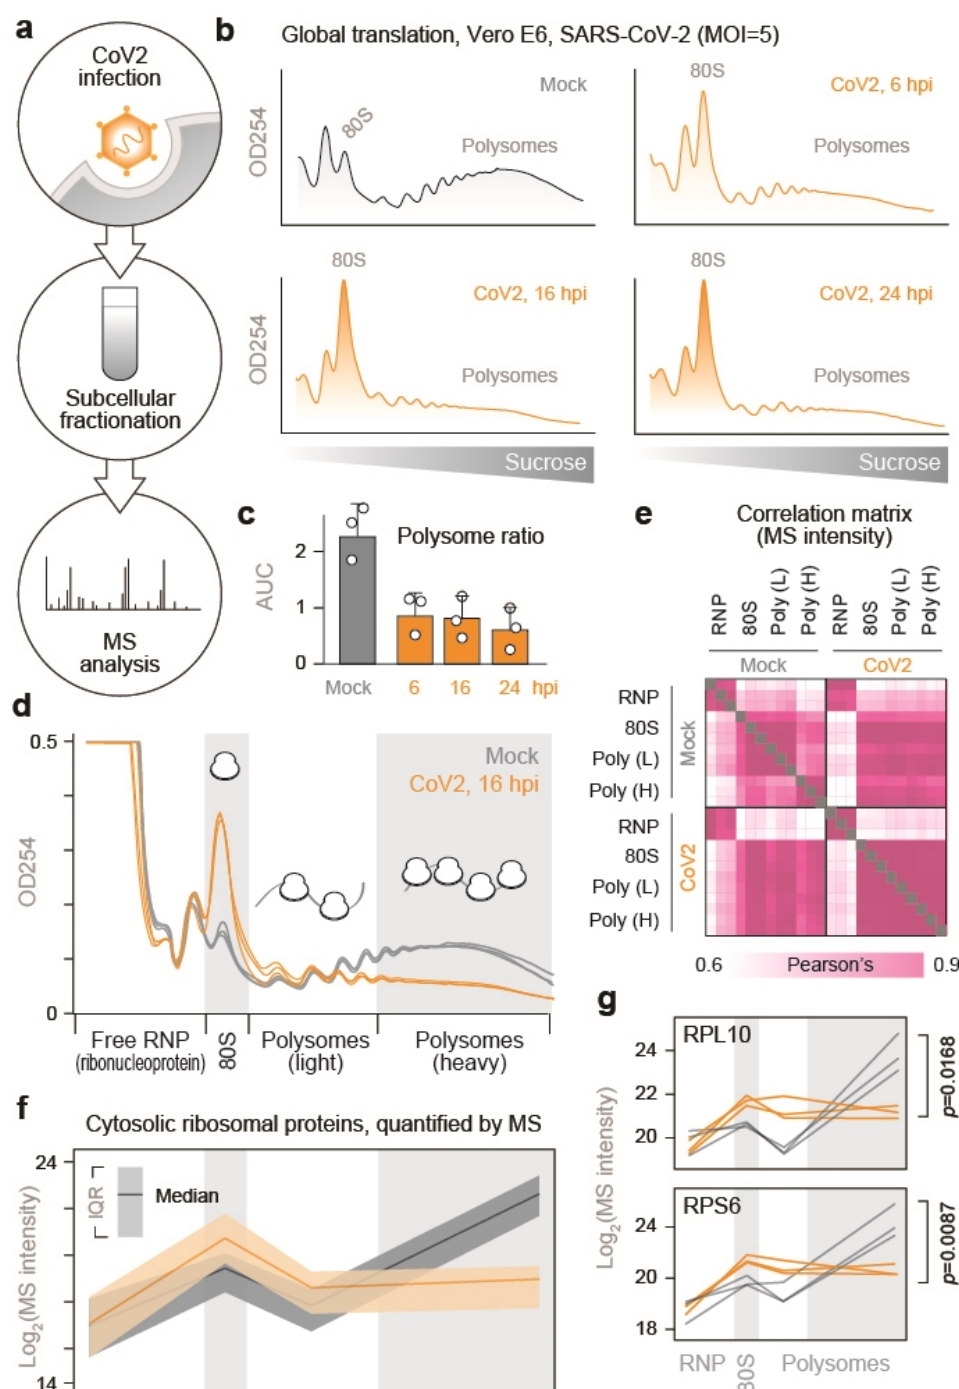 a
CoV2
infection
Subcellular
fractionation
MS
analysis
b
Global translation, Vero E6, SARS-CoV-2 (MOI=5)
OD254
80S
Mock
Polysomes
80S
CoV2, 6 hpi
Polysomes
OD254
80S
CoV2, 16 hpi
Polysomes
80S
CoV2, 24 hpi
Polysomes
Sucrose
Sucrose
c
Polysome ratio
AUC
2
1
0
Mock
6
16
24
hpi
d
0.5
OD254
0
Mock
CoV2, 16 hpi
Free RNP
(ribonucleoprotein)
80S
Polysomes
(light)
Polysomes
(heavy)
e
Correlation matrix
(MS intensity)
RNP
80S
Poly (L)
Poly (H)
RNP
80S
Poly (L)
Poly (H)
Mock
CoV2
Mock
RNP
80S
Poly (L)
Poly (H)
CoV2
RNP
80S
Poly (L)
Poly (H)
0.6
Pearson's
0.9
f
Cytosolic ribosomal proteins, quantified by MS
24
Log2(MS intensity)
14
IQR
Median
g
Log2(MS intensity)
RPL10
24
22
20
p=0.0168
RPS6
24
20
18
p=0.0087
RNP
80S
Polysomes